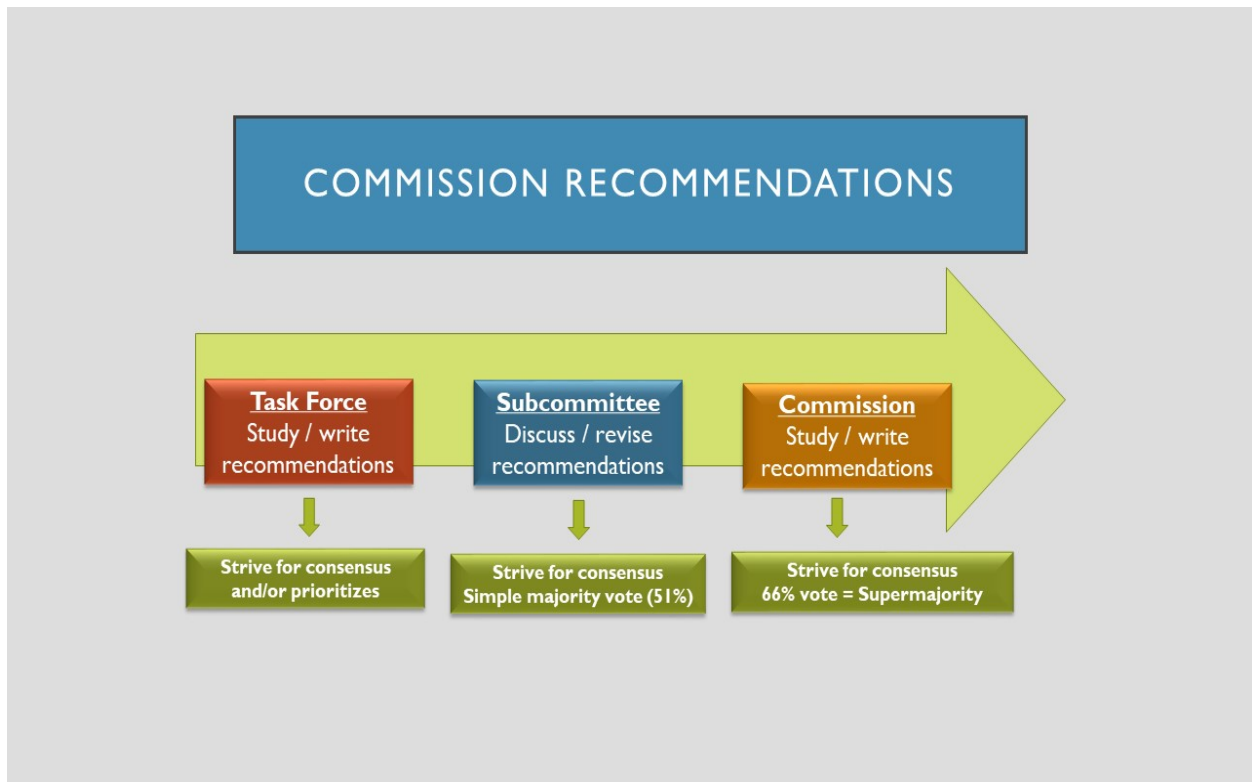 COMMISSION RECOMMENDATIONS
Task Force
Study / write
recommendations
Subcommittee
Discuss / revise
recommendations
Commission
Study / write
recommendations
Strive for consensus
and/or prioritizes
Strive for consensus
Simple majority vote (51%)
Strive for consensus
66% vote = Supermajority